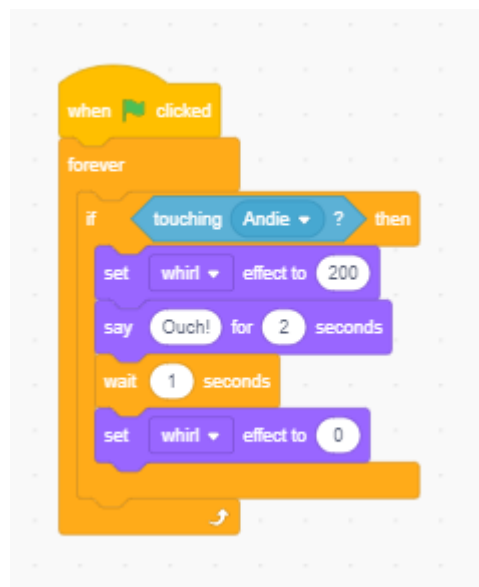 when clicked
forever
if touching Andie ? then
set whirl effect to 200
say Ouch! for 2 seconds
wait 1 seconds
set whirl effect to 0